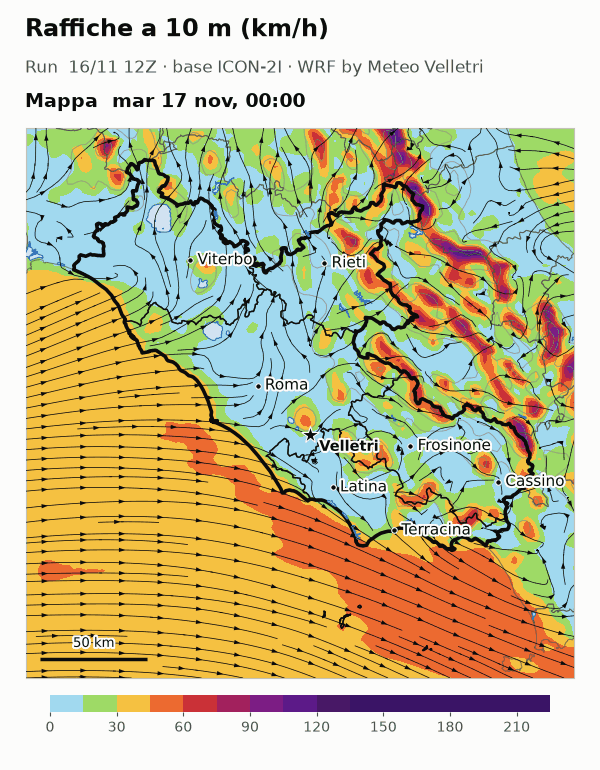 Raffiche a 10 m (km/h)
Run  16/11 12Z · base ICON-2I · WRF by Meteo Velletri
Mappa  mar 17 nov, 00:00
Viterbo
Rieti
Roma
Velletri
Frosinone
Cassino
Latina
Terracina
50 km
0 30 60 90 120 150 180 210